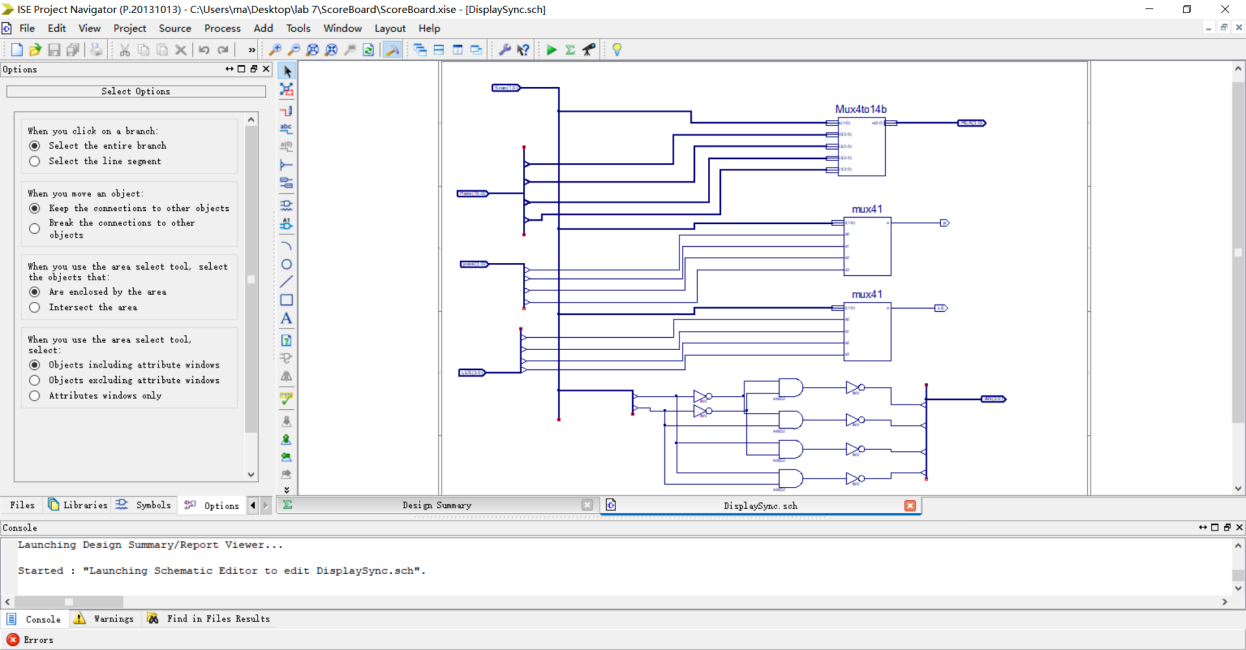 ISE Project Navigator (P.20131013) - C:\Users\ma\Desktop\lab 7\ScoreBoard\ScoreBoard.xise - [DisplaySync.sch]
File Edit View Project Source Process Add Tools Window Layout Help
Options
Select Options
When you click on a branch:
Select the entire branch
Select the line segment
When you move an object:
Keep the connections to other objects
Break the connections to other
objects
When you use the area select tool, select
the objects that:
Are enclosed by the area
Intersect the area
When you use the area select tool,
select:
Objects including attribute windows
Objects excluding attribute windows
Attributes windows only
Mux4to14b
mux41
mux41
Files Libraries Symbols Options
Design Summary
DisplaySync.sch
Console
Launching Design Summary/Report Viewer...
Started : "Launching Schematic Editor to edit DisplaySync.sch".
Console Warnings Find in Files Results
Errors